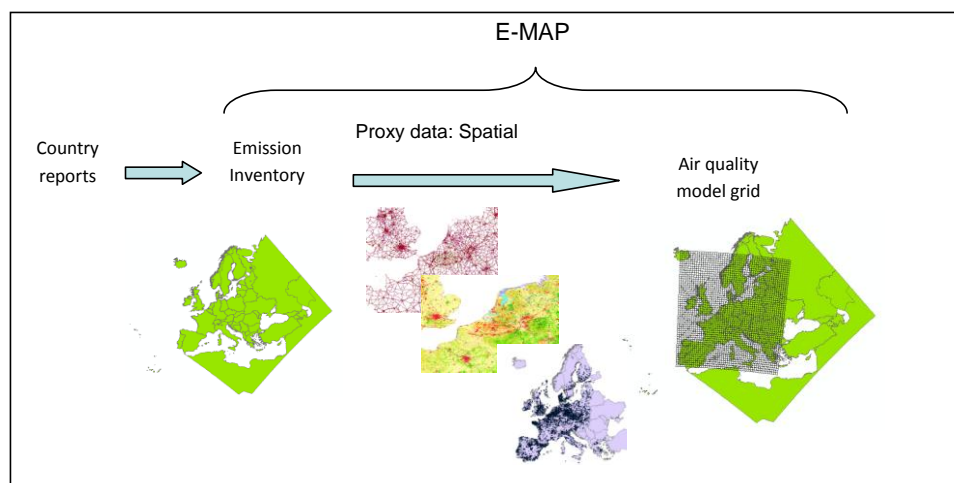 E-MAP
Country
reports
Emission
Inventory
Proxy data: Spatial
Air quality
model grid